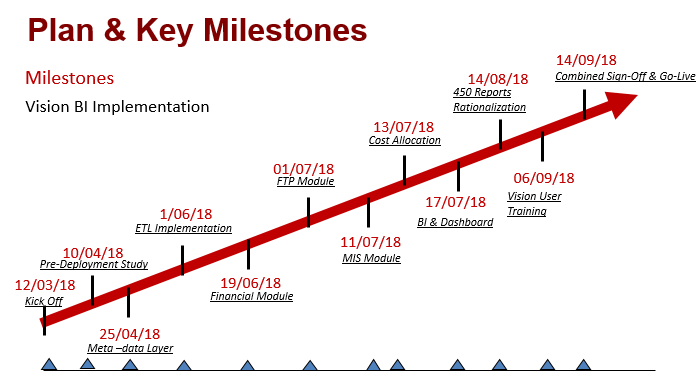 Plan & Key Milestones
Milestones
Vision BI Implementation
12/03/18
Kick Off
10/04/18
Pre-Deployment Study
25/04/18
Meta –data Layer
1/06/18
ETL Implementation
19/06/18
Financial Module
01/07/18
FTP Module
11/07/18
MIS Module
13/07/18
Cost Allocation
17/07/18
BI & Dashboard
14/08/18
450 Reports
Rationalization
06/09/18
Vision User
Training
14/09/18
Combined Sign-Off & Go-Live